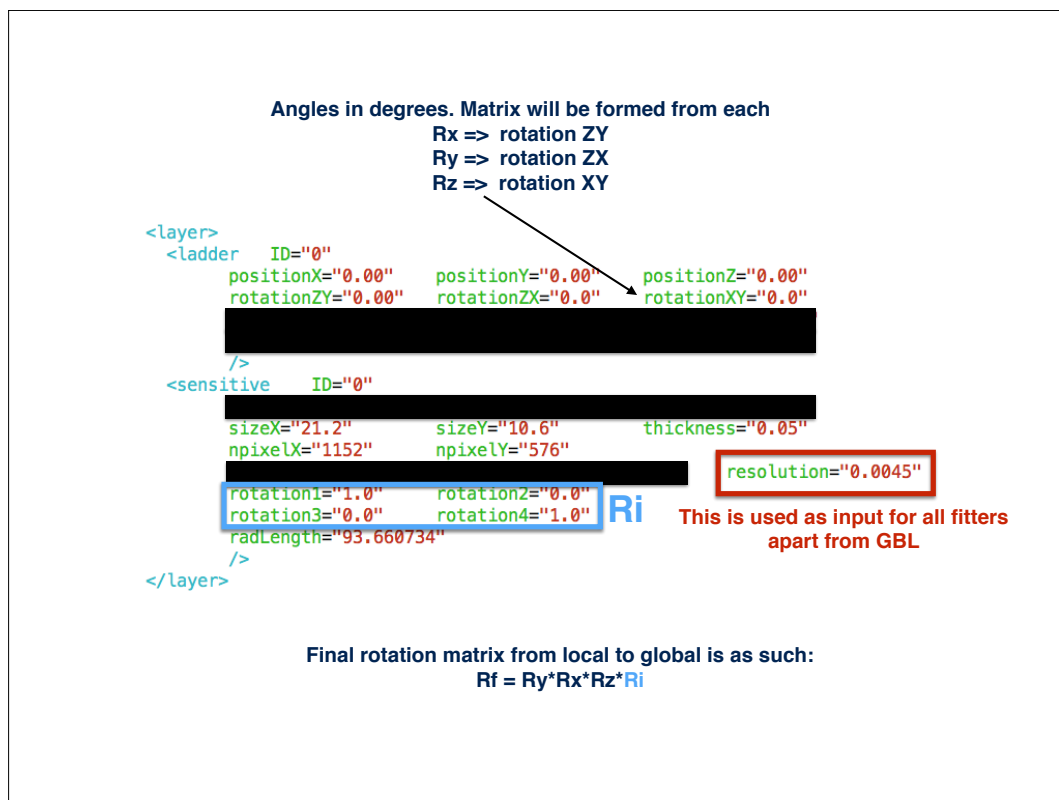 Angles in degrees. Matrix will be formed from each
Rx => rotation ZY
Ry => rotation ZX
Rz => rotation XY
<layer>
<ladder ID="0"
positionX="0.00" positionY="0.00" positionZ="0.00"
rotationZY="0.00" rotationZX="0.0" rotationXY="0.0"
/>
<sensitive ID="0"
sizeX="21.2" sizeY="10.6" thickness="0.05"
npixelX="1152" npixelY="576"
resolution="0.0045"
rotation1="1.0" rotation2="0.0"
rotation3="0.0" rotation4="1.0"
Ri
This is used as input for all fitters
apart from GBL
radLength="93.660734"
/>
</layer>
Final rotation matrix from local to global is as such:
Rf = Ry*Rx*Rz*Ri